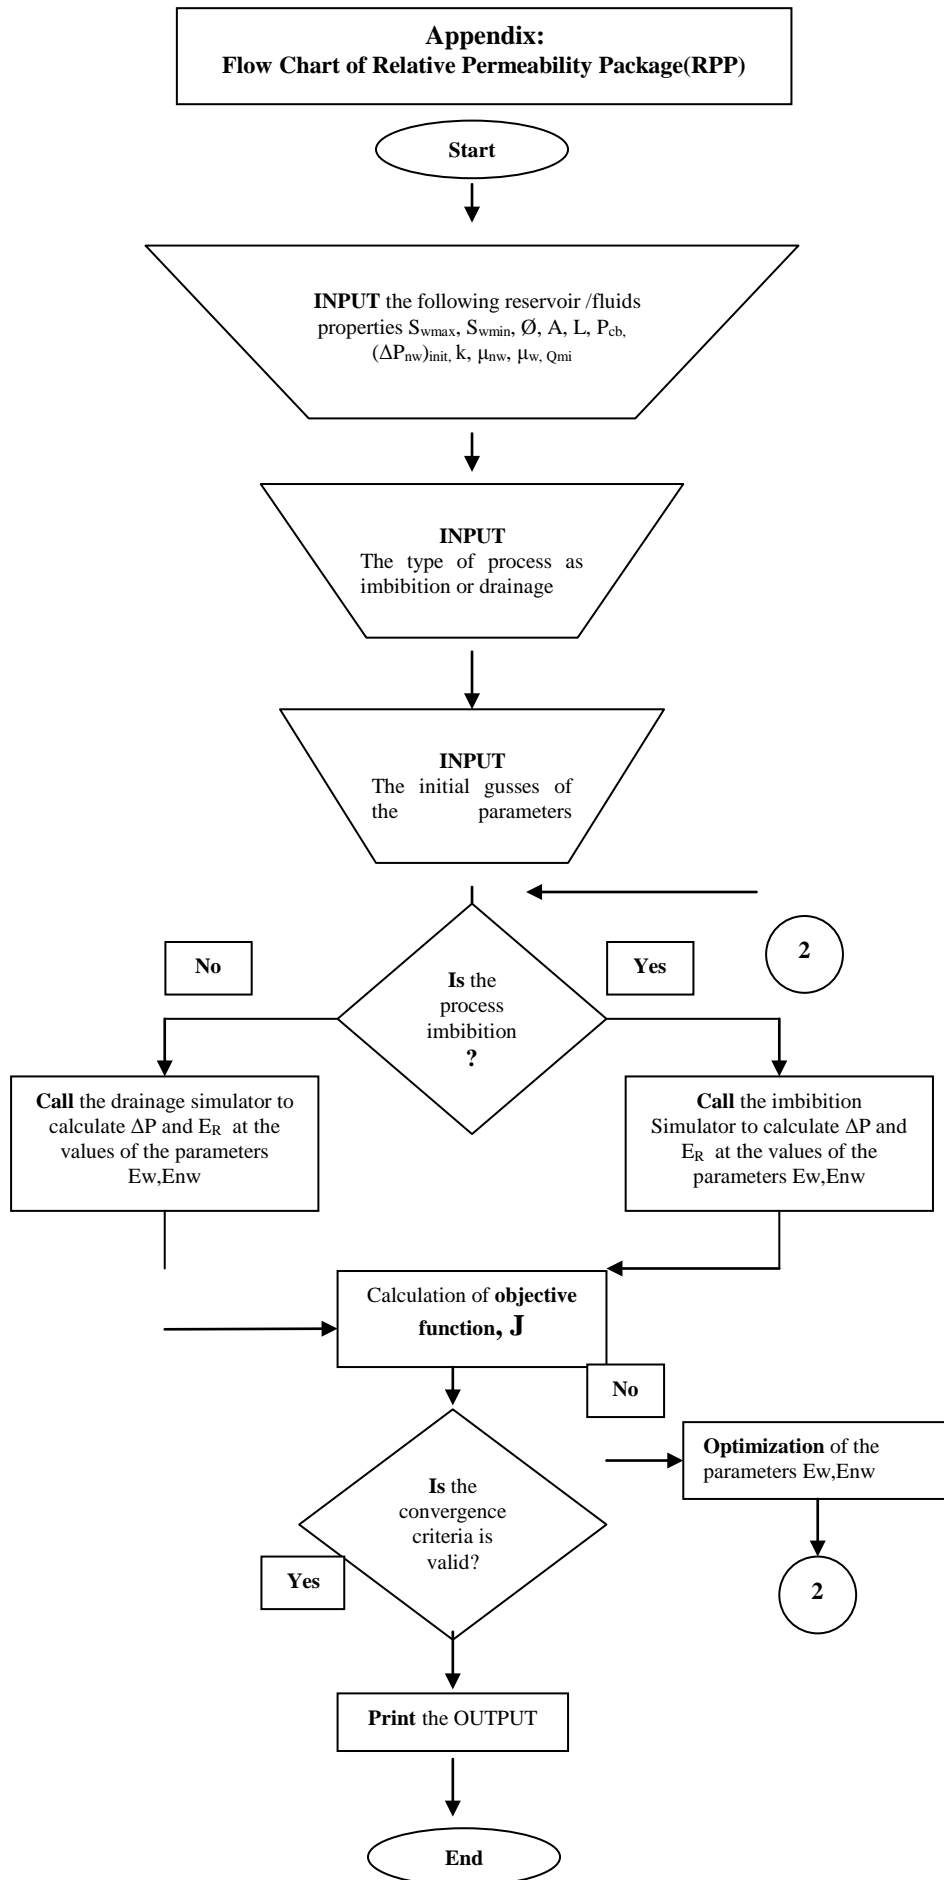 Appendix:
Flow Chart of Relative Permeability Package(RPP)
Start
INPUT the following reservoir /fluids
properties Swmax, Swmin, Ø, A, L, Pcb,
(ΔPnw)init, k, μnw, μw, Qmi
INPUT
The type of process as
imbibition or drainage
INPUT
The initial gusses of
the parameters
2
No
Yes
Is the
process
imbibition
?
Call the drainage simulator to
calculate ΔP and ER at the
values of the parameters
Ew,Enw
Call the imbibition
Simulator to calculate ΔP and
ER at the values of the
parameters Ew,Enw
Calculation of objective
function, J
No
Optimization of the
parameters Ew,Enw
Is the
convergence
criteria is
valid?
Yes
2
Print the OUTPUT
End